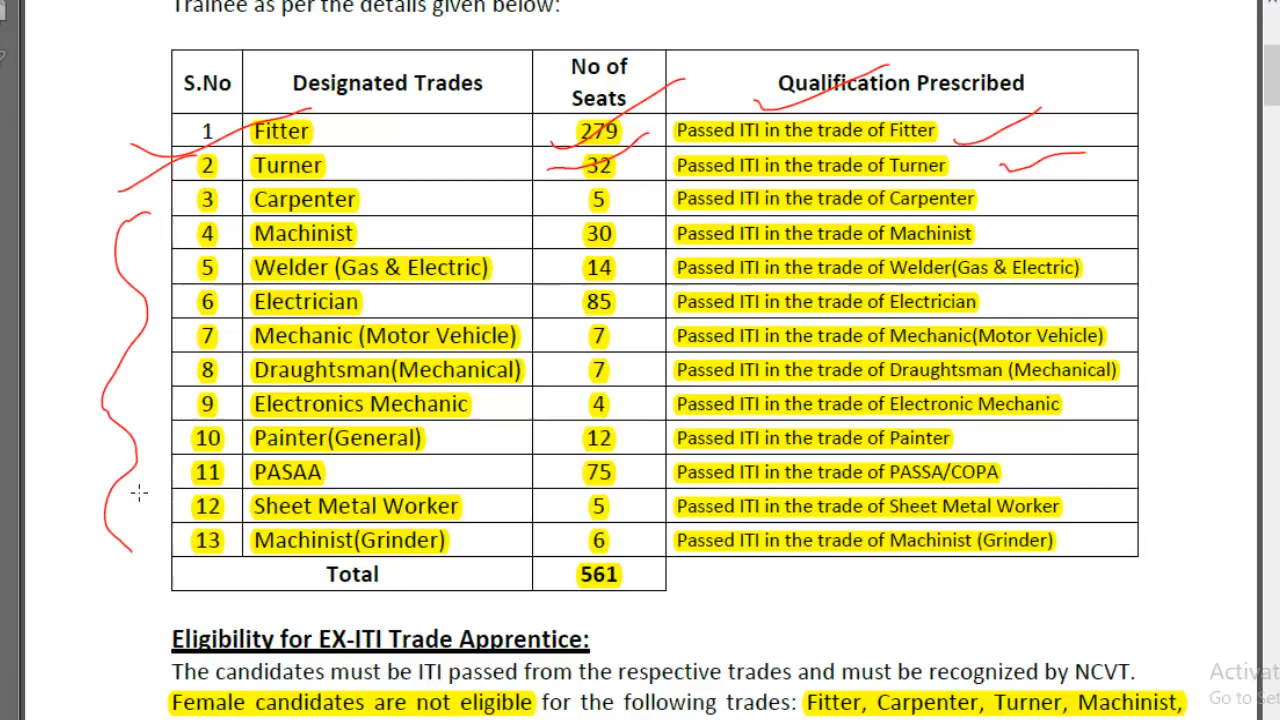 Trainee as per the details given below:
S.No Designated Trades No of Seats Qualification Prescribed
1 Fitter 279 Passed ITI in the trade of Fitter
2 Turner 32 Passed ITI in the trade of Turner
3 Carpenter 5 Passed ITI in the trade of Carpenter
4 Machinist 30 Passed ITI in the trade of Machinist
5 Welder (Gas & Electric) 14 Passed ITI in the trade of Welder(Gas & Electric)
6 Electrician 85 Passed ITI in the trade of Electrician
7 Mechanic (Motor Vehicle) 7 Passed ITI in the trade of Mechanic(Motor Vehicle)
8 Draughtsman(Mechanical) 7 Passed ITI in the trade of Draughtsman (Mechanical)
9 Electronics Mechanic 4 Passed ITI in the trade of Electronic Mechanic
10 Painter(General) 12 Passed ITI in the trade of Painter
11 PASAA 75 Passed ITI in the trade of PASSA/COPA
12 Sheet Metal Worker 5 Passed ITI in the trade of Sheet Metal Worker
13 Machinist(Grinder) 6 Passed ITI in the trade of Machinist (Grinder)
Total 561
Eligibility for EX-ITI Trade Apprentice:
The candidates must be ITI passed from the respective trades and must be recognized by NCVT.
Activat
Female candidates are not eligible for the following trades: Fitter, Carpenter, Turner, Machinist,
Go to Set